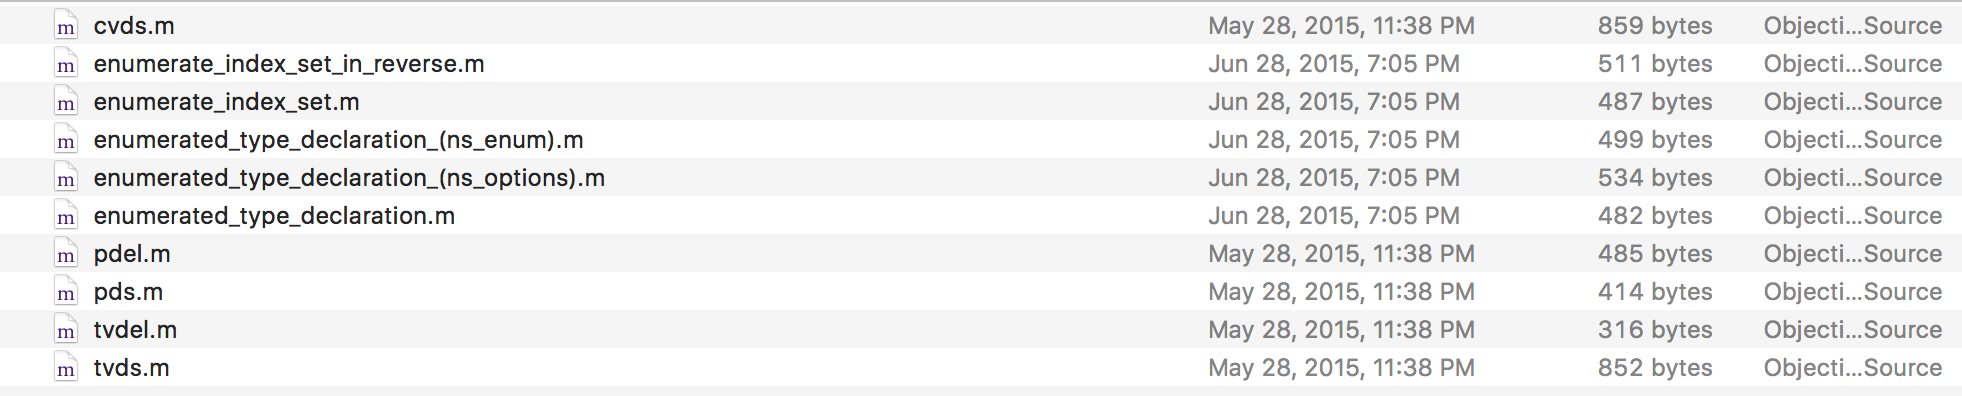 m cvds.m May 28, 2015, 11:38 PM 859 bytes Objecti...Source
m enumerate_index_set_in_reverse.m Jun 28, 2015, 7:05 PM 511 bytes Objecti...Source
m enumerate_index_set.m Jun 28, 2015, 7:05 PM 487 bytes Objecti...Source
m enumerated_type_declaration_(ns_enum).m Jun 28, 2015, 7:05 PM 499 bytes Objecti...Source
m enumerated_type_declaration_(ns_options).m Jun 28, 2015, 7:05 PM 534 bytes Objecti...Source
m enumerated_type_declaration.m Jun 28, 2015, 7:05 PM 482 bytes Objecti...Source
m pdel.m May 28, 2015, 11:38 PM 485 bytes Objecti...Source
m pds.m May 28, 2015, 11:38 PM 414 bytes Objecti...Source
m tvdel.m May 28, 2015, 11:38 PM 316 bytes Objecti...Source
m tvds.m May 28, 2015, 11:38 PM 852 bytes Objecti...Source